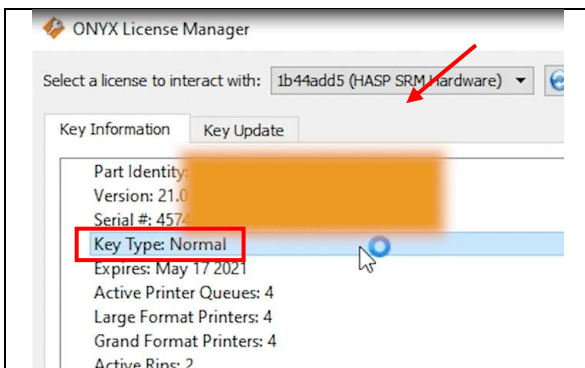 ONYX License Manager
Select a license to interact with: 1b44add5 (HASP SRM Hardware)
Key Information Key Update
Part Identity:
Version: 21.0
Serial #: 4574
Key Type: Normal
Expires: May 17 2021
Active Printer Queues: 4
Large Format Printers: 4
Grand Format Printers: 4
Active Rips: 2